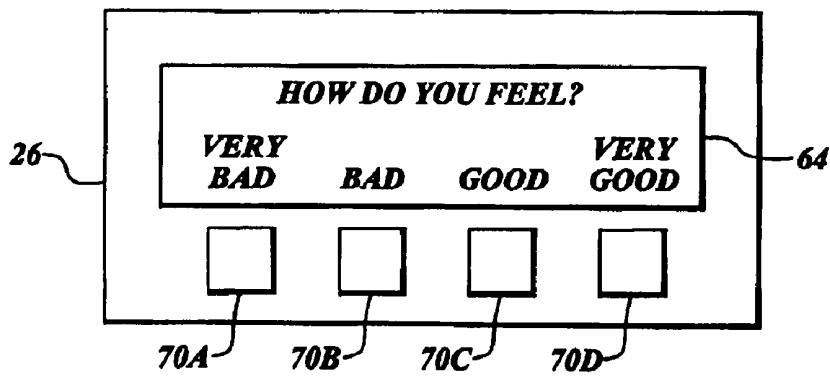 HOW DO YOU FEEL?
VERY BAD
BAD
GOOD
VERY GOOD
26
64
70A
70B
70C
70D